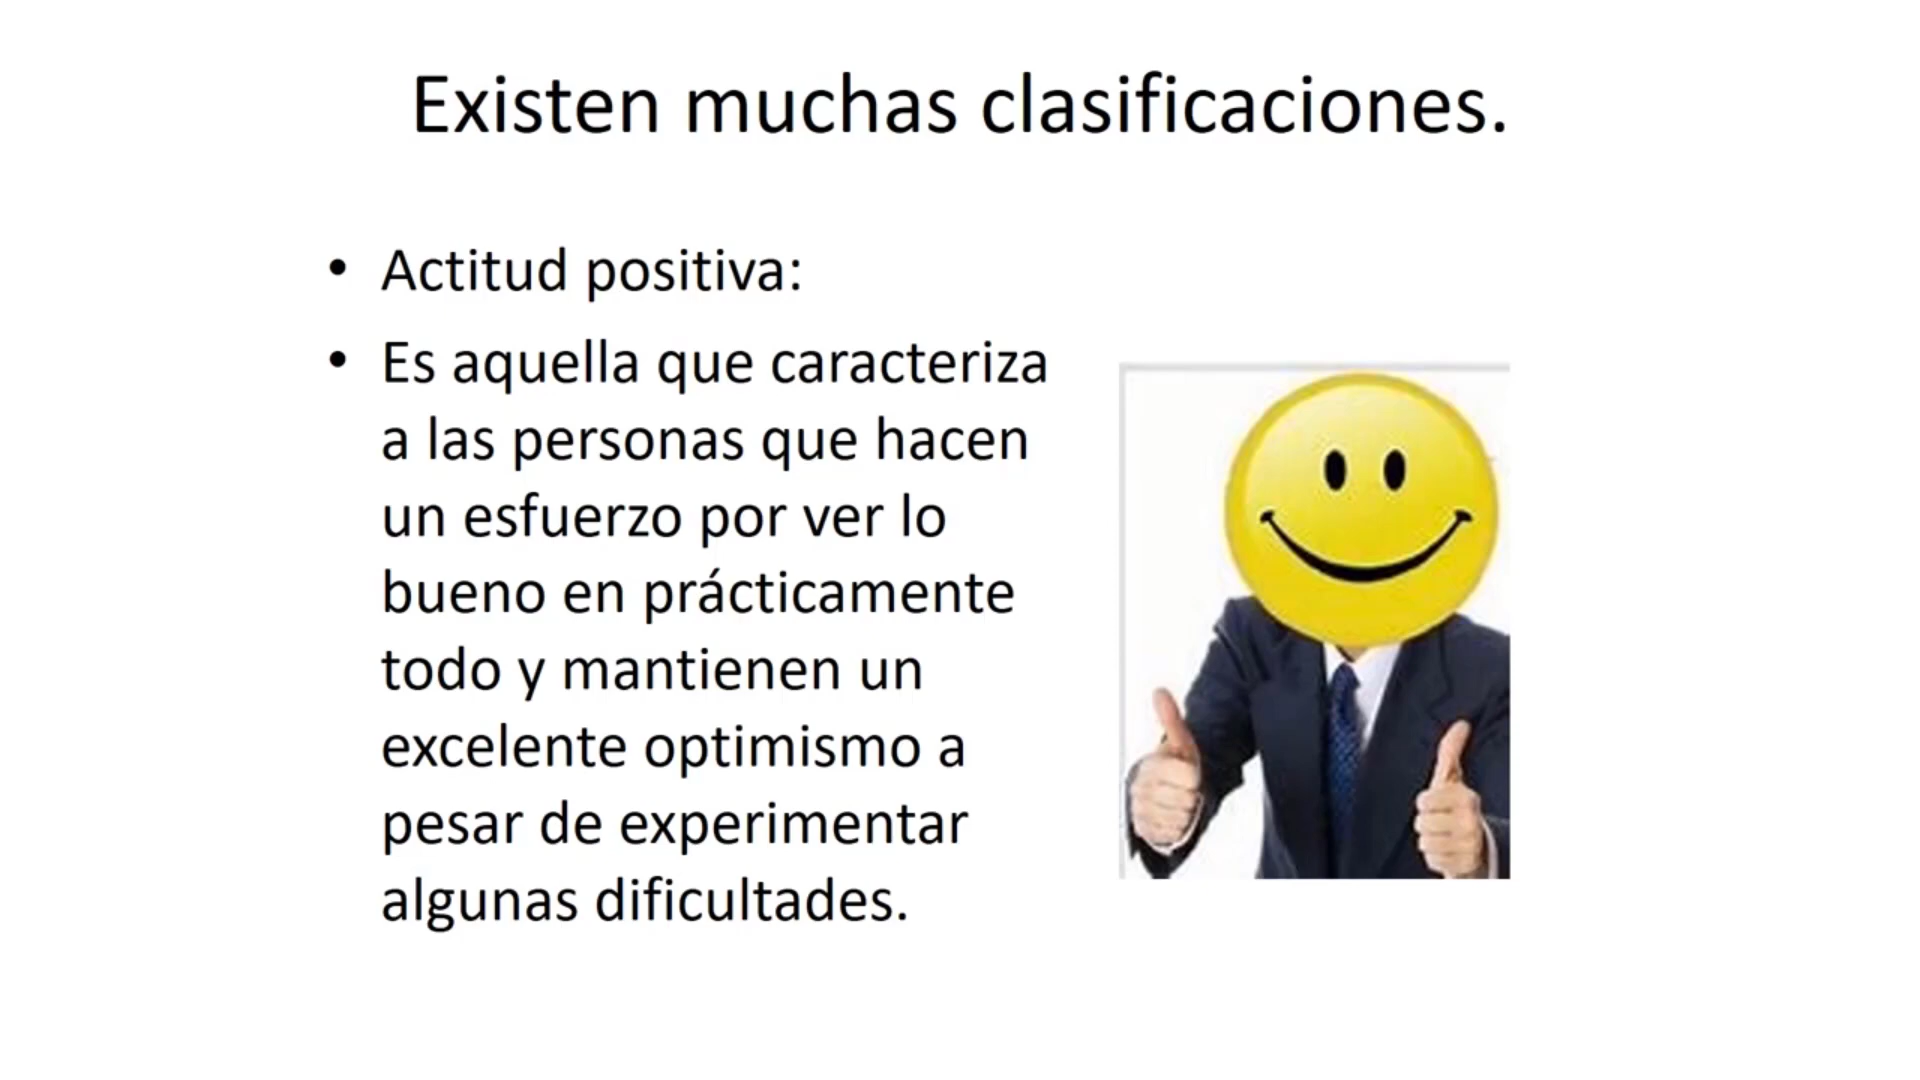 Existen muchas clasificaciones.
• Actitud positiva:
• Es aquella que caracteriza
a las personas que hacen
un esfuerzo por ver lo
bueno en prácticamente
todo y mantienen un
excelente optimismo a
pesar de experimentar
algunas dificultades.